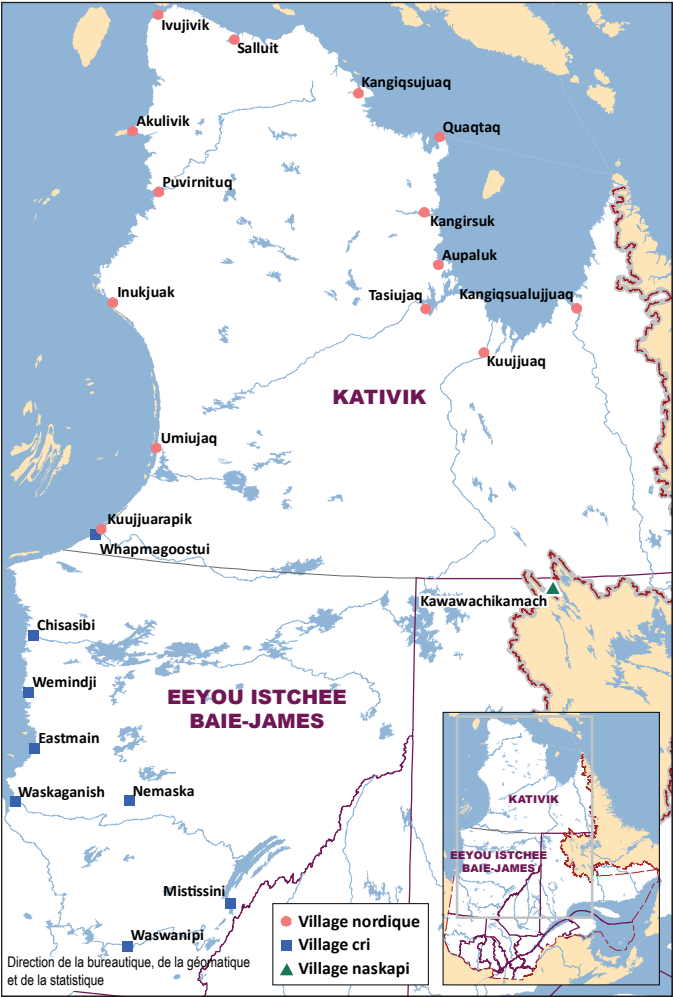 Ivujivik
Salluit
Kangiqsujuaq
Akulivik
Quaqtaq
Puvirnituq
Kangirsuk
Aupaluk
Inukjuak
Tasiujaq
Kangiqsualujjuaq
Kuujjuaq
KATIVIK
Umiujaq
Kuujjuarapik
Whapmagoostui
Kawawachikamach
Chisasibi
Wemindji
EEYOU ISTCHEE
BAIE-JAMES
Eastmain
Waskaganish
Nemaska
KATIVIK
EEYOU ISTCHEE
BAIE-JAMES
Mistissini
Waswanipi
Village nordique
Village cri
Village naskapi
Direction de la bureautique, de la géomatique
et de la statistique